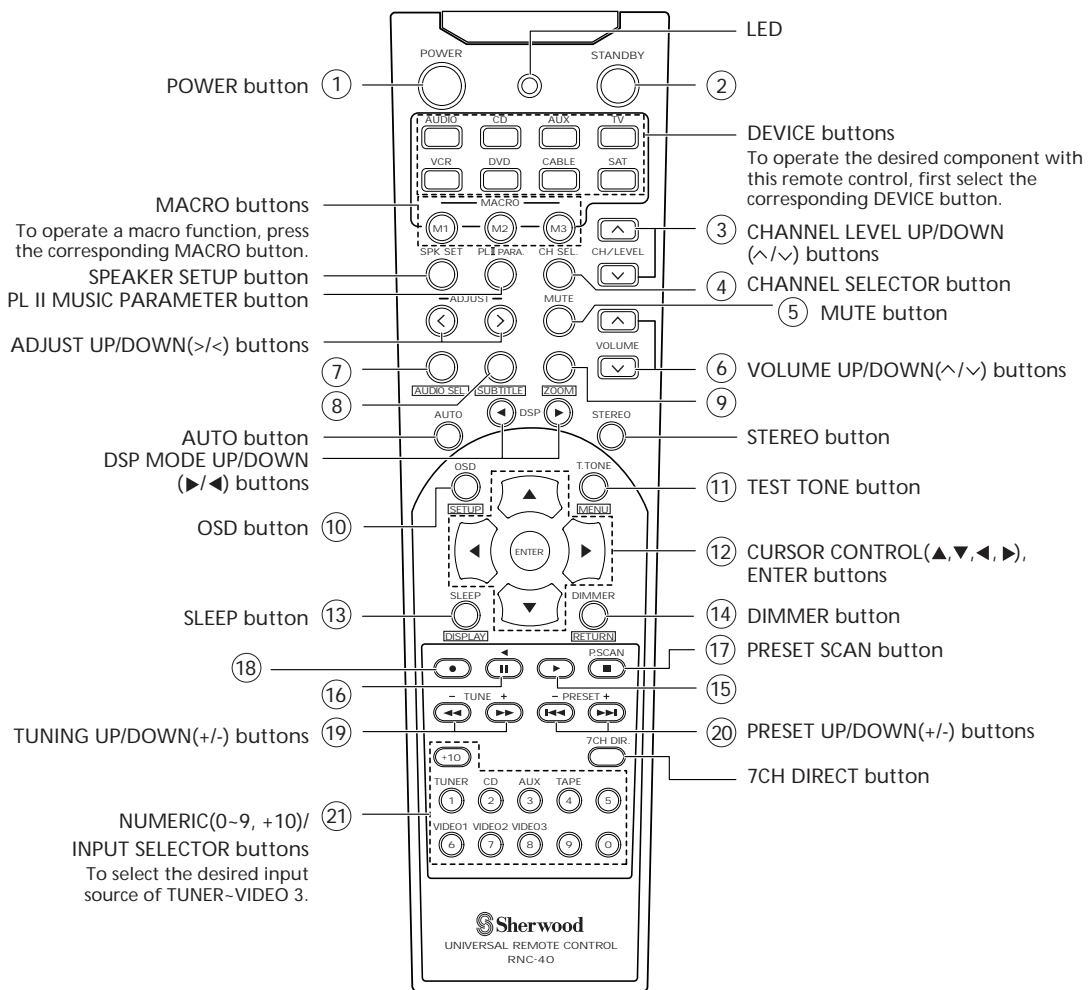 LED
POWER
STANDBY
POWER button 1
2
AUDIO CD AUX TV
DEVICE buttons
To operate the desired component with
this remote control, first select the
corresponding DEVICE button.
VCR DVD CABLE SAT
MACRO buttons
To operate a macro function, press
the corresponding MACRO button.
MACRO
M1 M2 M3
3 CHANNEL LEVEL UP/DOWN
(∧/∨) buttons
SPK SET PLII PARA. CH SEL. CH/LEVEL
SPEAKER SETUP button
4 CHANNEL SELECTOR button
PL II MUSIC PARAMETER button
ADJUST MUTE
5 MUTE button
< >
ADJUST UP/DOWN(>/<) buttons
VOLUME
6 VOLUME UP/DOWN(∧/∨) buttons
7
AUDIO SEL SUBTITLE ZOOM
8
9
AUTO ◀ DSP ▶ STEREO
AUTO button
STEREO button
DSP MODE UP/DOWN
(▶/◀) buttons
OSD T.TONE
11 TEST TONE button
SETUP MENU
OSD button 10
ENTER
12 CURSOR CONTROL(▲,▼,◀, ▶),
ENTER buttons
SLEEP DIMMER
SLEEP button 13
14 DIMMER button
DISPLAY RETURN
P.SCAN
17 PRESET SCAN button
18
16
15
- TUNE + - PRESET +
TUNING UP/DOWN(+/-) buttons 19
20 PRESET UP/DOWN(+/-) buttons
+10 7CH DIR.
7CH DIRECT button
TUNER CD AUX TAPE
1 2 3 4 5
NUMERIC(0~9, +10)/ 21
INPUT SELECTOR buttons
To select the desired input
source of TUNER~VIDEO 3.
VIDEO1 VIDEO2 VIDEO3
6 7 8 9 0
Sherwood
UNIVERSAL REMOTE CONTROL
RNC-40